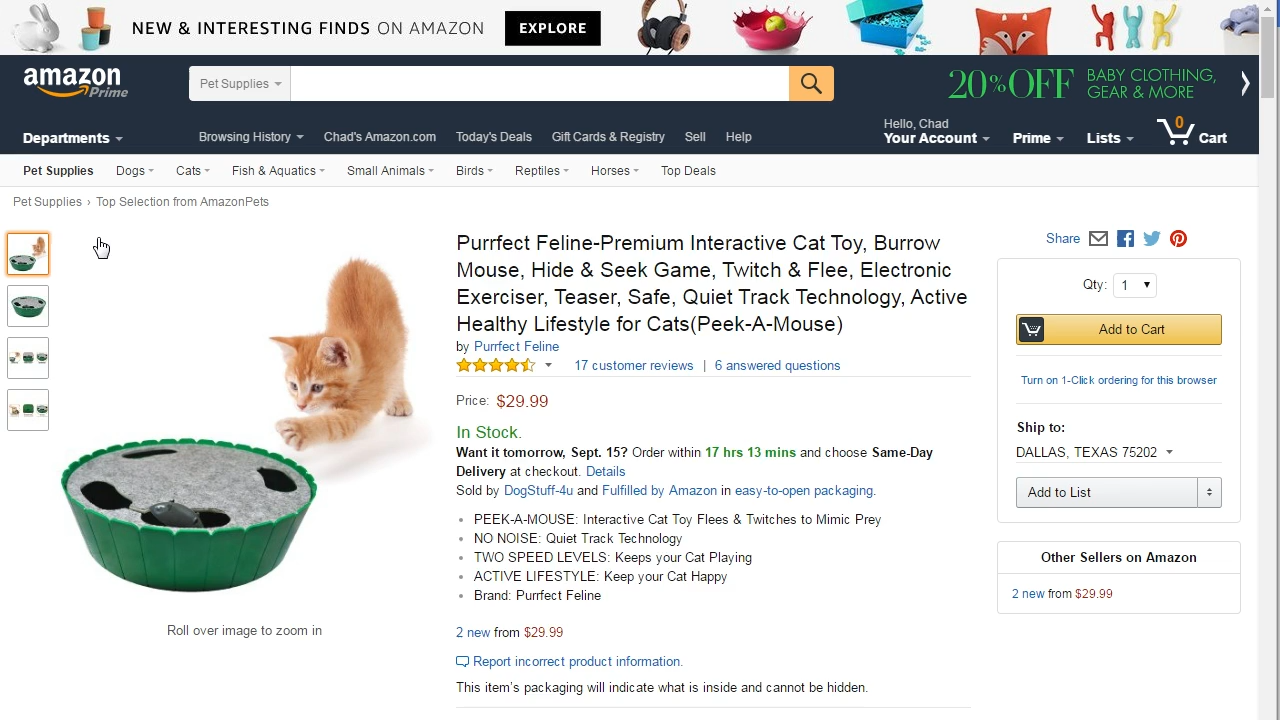 NEW & INTERESTING FINDS ON AMAZON EXPLORE
amazon Prime
Pet Supplies
20% OFF BABY CLOTHING, GEAR & MORE
Departments
Browsing History Chad's Amazon.com Today's Deals Gift Cards & Registry Sell Help
Hello, Chad
Your Account Prime Lists 0 Cart
Pet Supplies Dogs Cats Fish & Aquatics Small Animals Birds Reptiles Horses Top Deals
Pet Supplies › Top Selection from AmazonPets
Purrfect Feline-Premium Interactive Cat Toy, Burrow
Mouse, Hide & Seek Game, Twitch & Flee, Electronic
Exerciser, Teaser, Safe, Quiet Track Technology, Active
Healthy Lifestyle for Cats(Peek-A-Mouse)
by Purrfect Feline
17 customer reviews | 6 answered questions
Price: $29.99
In Stock.
Want it tomorrow, Sept. 15? Order within 17 hrs 13 mins and choose Same-Day
Delivery at checkout. Details
Sold by DogStuff-4u and Fulfilled by Amazon in easy-to-open packaging.
• PEEK-A-MOUSE: Interactive Cat Toy Flees & Twitches to Mimic Prey
• NO NOISE: Quiet Track Technology
• TWO SPEED LEVELS: Keeps your Cat Playing
• ACTIVE LIFESTYLE: Keep your Cat Happy
• Brand: Purrfect Feline
Roll over image to zoom in
2 new from $29.99
Report incorrect product information.
This item's packaging will indicate what is inside and cannot be hidden.
Share
Qty: 1
Add to Cart
Turn on 1-Click ordering for this browser
Ship to:
DALLAS, TEXAS 75202
Add to List
Other Sellers on Amazon
2 new from $29.99